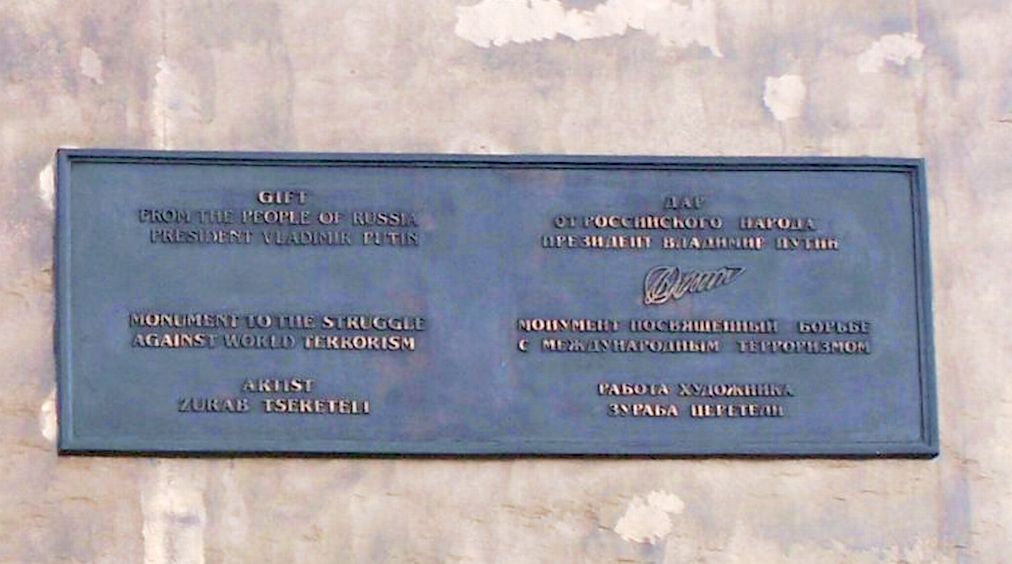 GIFT
FROM THE PEOPLE OF RUSSIA
PRESIDENT VLADIMIR PUTIN
MONUMENT TO THE STRUGGLE
AGAINST WORLD TERRORISM
ARTIST
ZURAB TSERETELI
ДАР
ОТ РОССИЙСКОГО НАРОДА
ПРЕЗИДЕНТ ВЛАДИМИР ПУТИН
МОНУМЕНТ ПОСВЯЩЕННЫЙ БОРЬБЕ
С МЕЖДУНАРОДНЫМ ТЕРРОРИЗМОМ
РАБОТА ХУДОЖНИКА
ЗУРАБА ЦЕРЕТЕЛИ